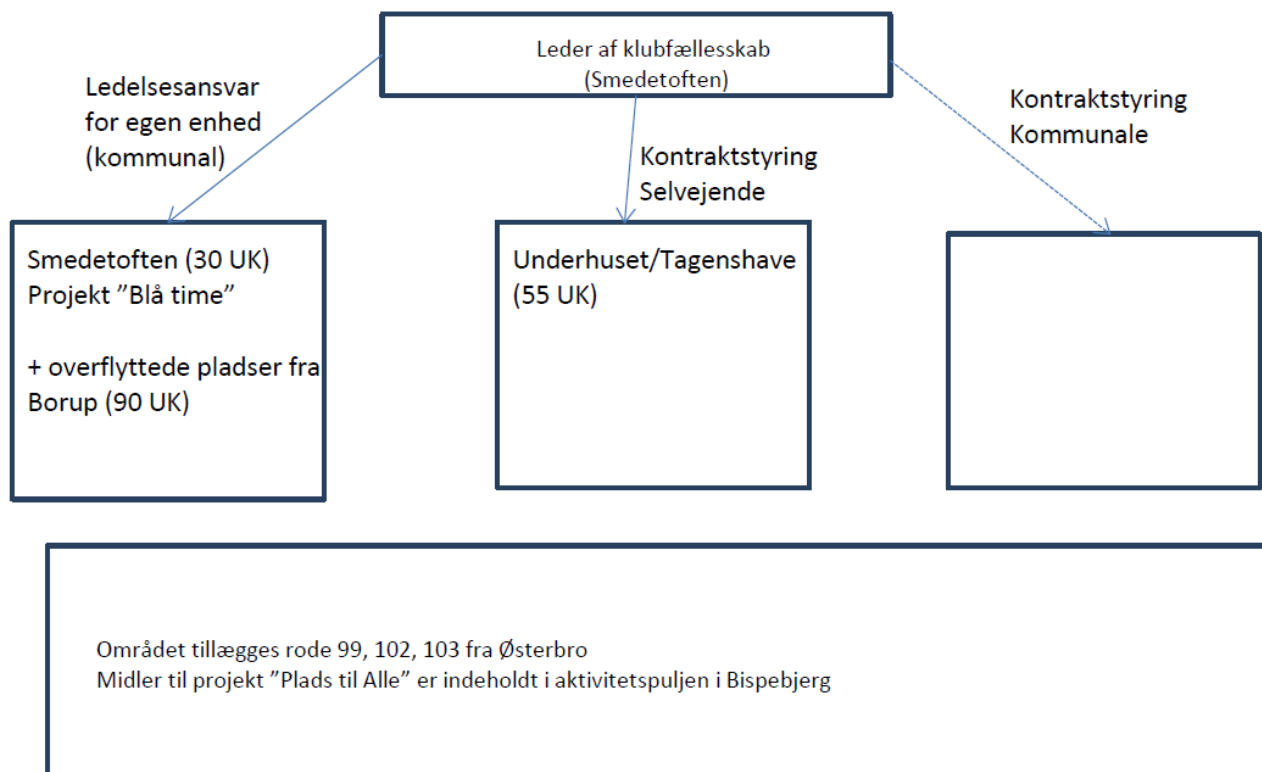 Leder af klubfællesskab
(Smedetoften)
Ledelsesansvar
for egen enhed
(kommunal)
Kontraktstyring
Selvejende
Kontraktstyring
Kommunale
Smedetoften (30 UK)
Projekt ”Blå time”
+ overflyttede pladser fra
Borup (90 UK)
Underhuset/Tagenshave
(55 UK)
Området tillægges rode 99, 102, 103 fra Østerbro
Midler til projekt ”Plads til Alle” er indeholdt i aktivitetspuljen i Bispebjerg